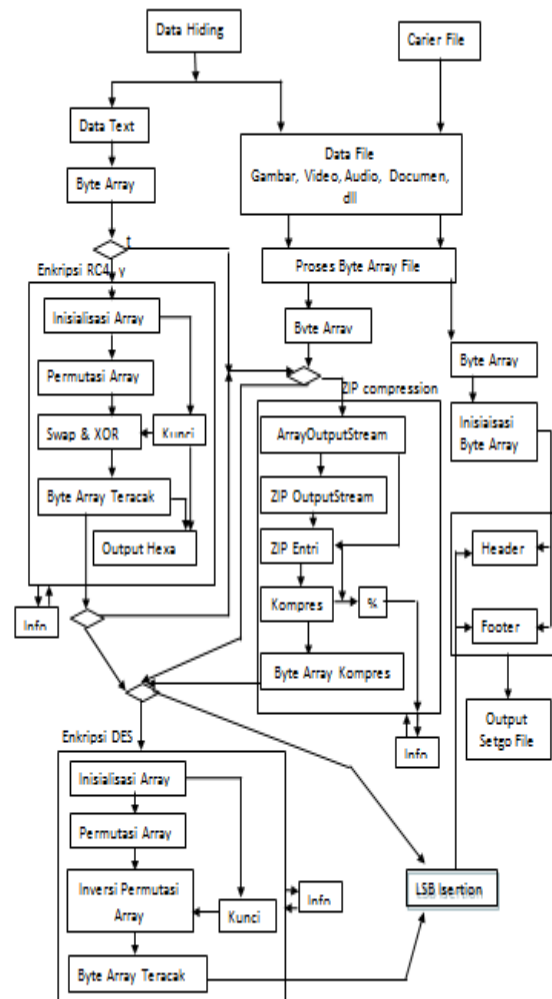 Data Hiding
Carier File
Data Text
Data File
Gambar, Video, Audio, Documen,
dll
Byte Array
t
Enkripsi RC4 y
Proses Byte Array File
Inisialisasi Array
Byte Array
Byte Array
Permutasi Array
ZIP compression
Inisiaisasi
Byte Array
Swap & XOR
Kunci
ArrayOutputStream
Byte Array Teracak
ZIP OutputStream
Output Hexa
ZIP Entri
Header
Info
Kompres
%
Footer
Byte Array Kompres
Output
Setgo File
Enkripsi DES
Info
Inisialisasi Array
Permutasi Array
Inversi Permutasi
Array
Info
Kunci
LSB Isertion
Byte Array Teracak